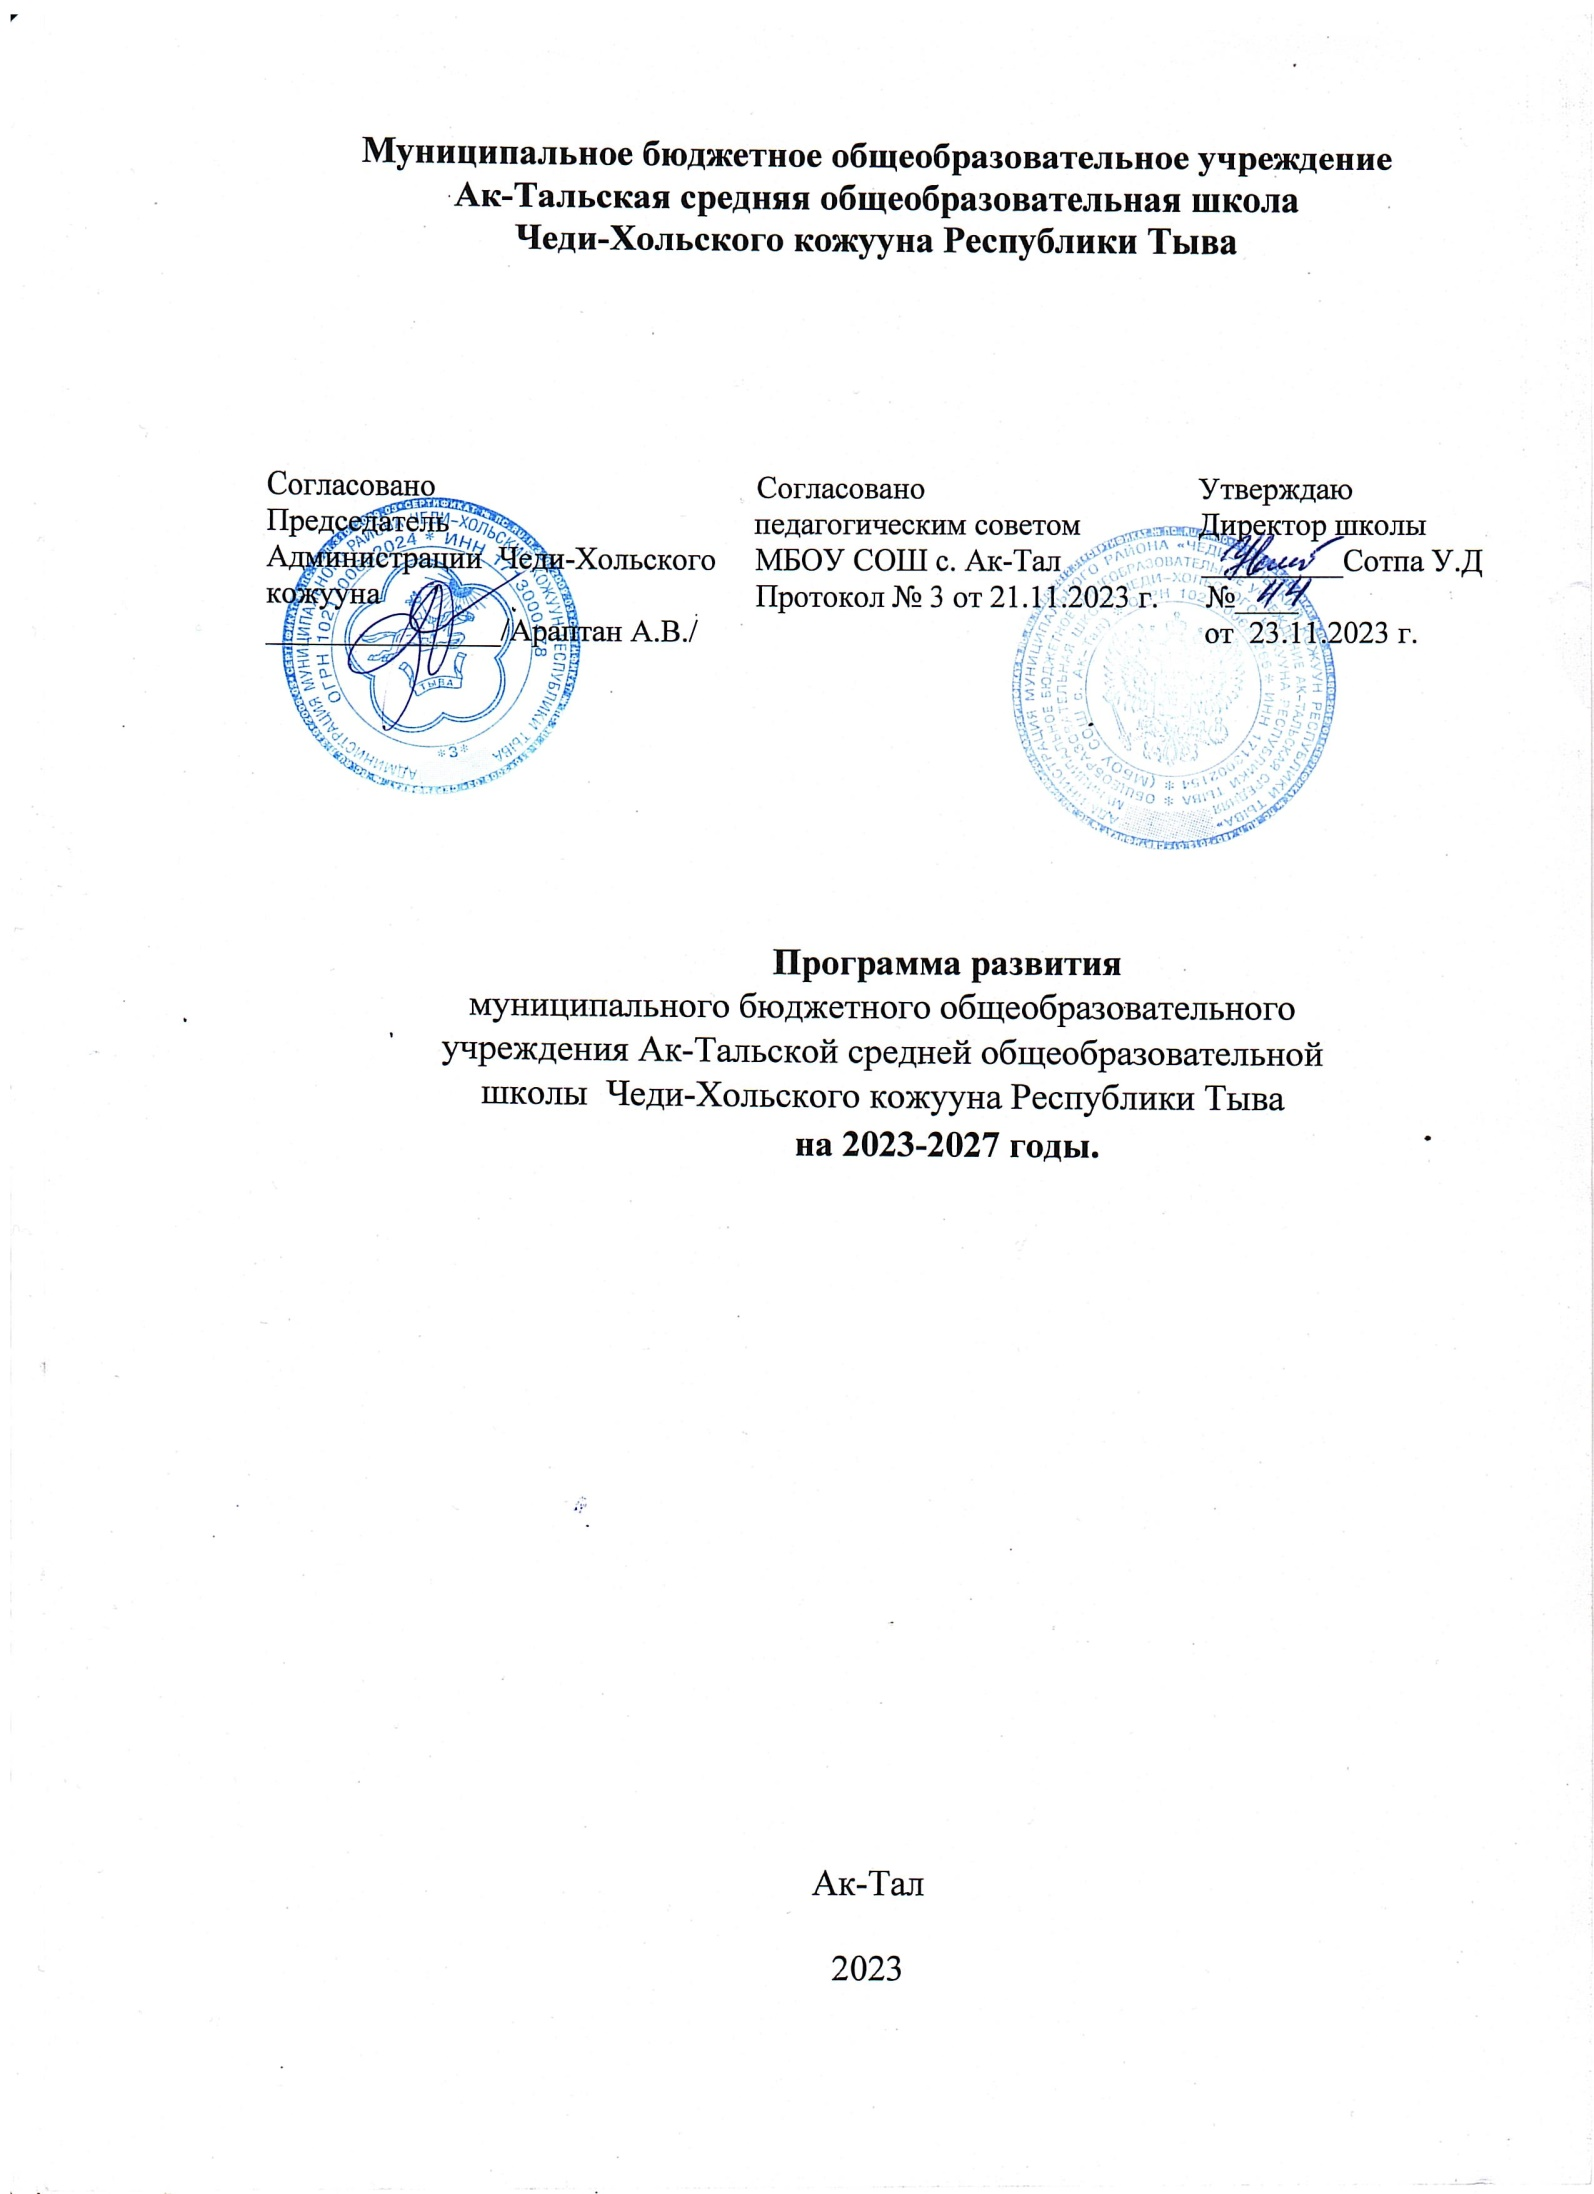 Муниципальное бюджетное общеобразовательное учреждение
Ак-Тальская средняя общеобразовательная школа
Чеди-Хольского кожууна Республики Тыва
Согласовано
Председатель
Администрации Чеди-Хольского
кожууна
/Араптан А.В./
Согласовано
педагогическим советом
МБОУ СОШ с. Ак-Тал
Протокол № 3 от 21.11.2023 г.
Утверждаю
Директор школы
Сотпа У.Д
№
от 23.11.2023 г.
ТЫВА
*3*
Программа развития
муниципального бюджетного общеобразовательного
учреждения Ак-Тальской средней общеобразовательной
школы Чеди-Хольского кожууна Республики Тыва
на 2023-2027 годы.
Ак-Тал
2023